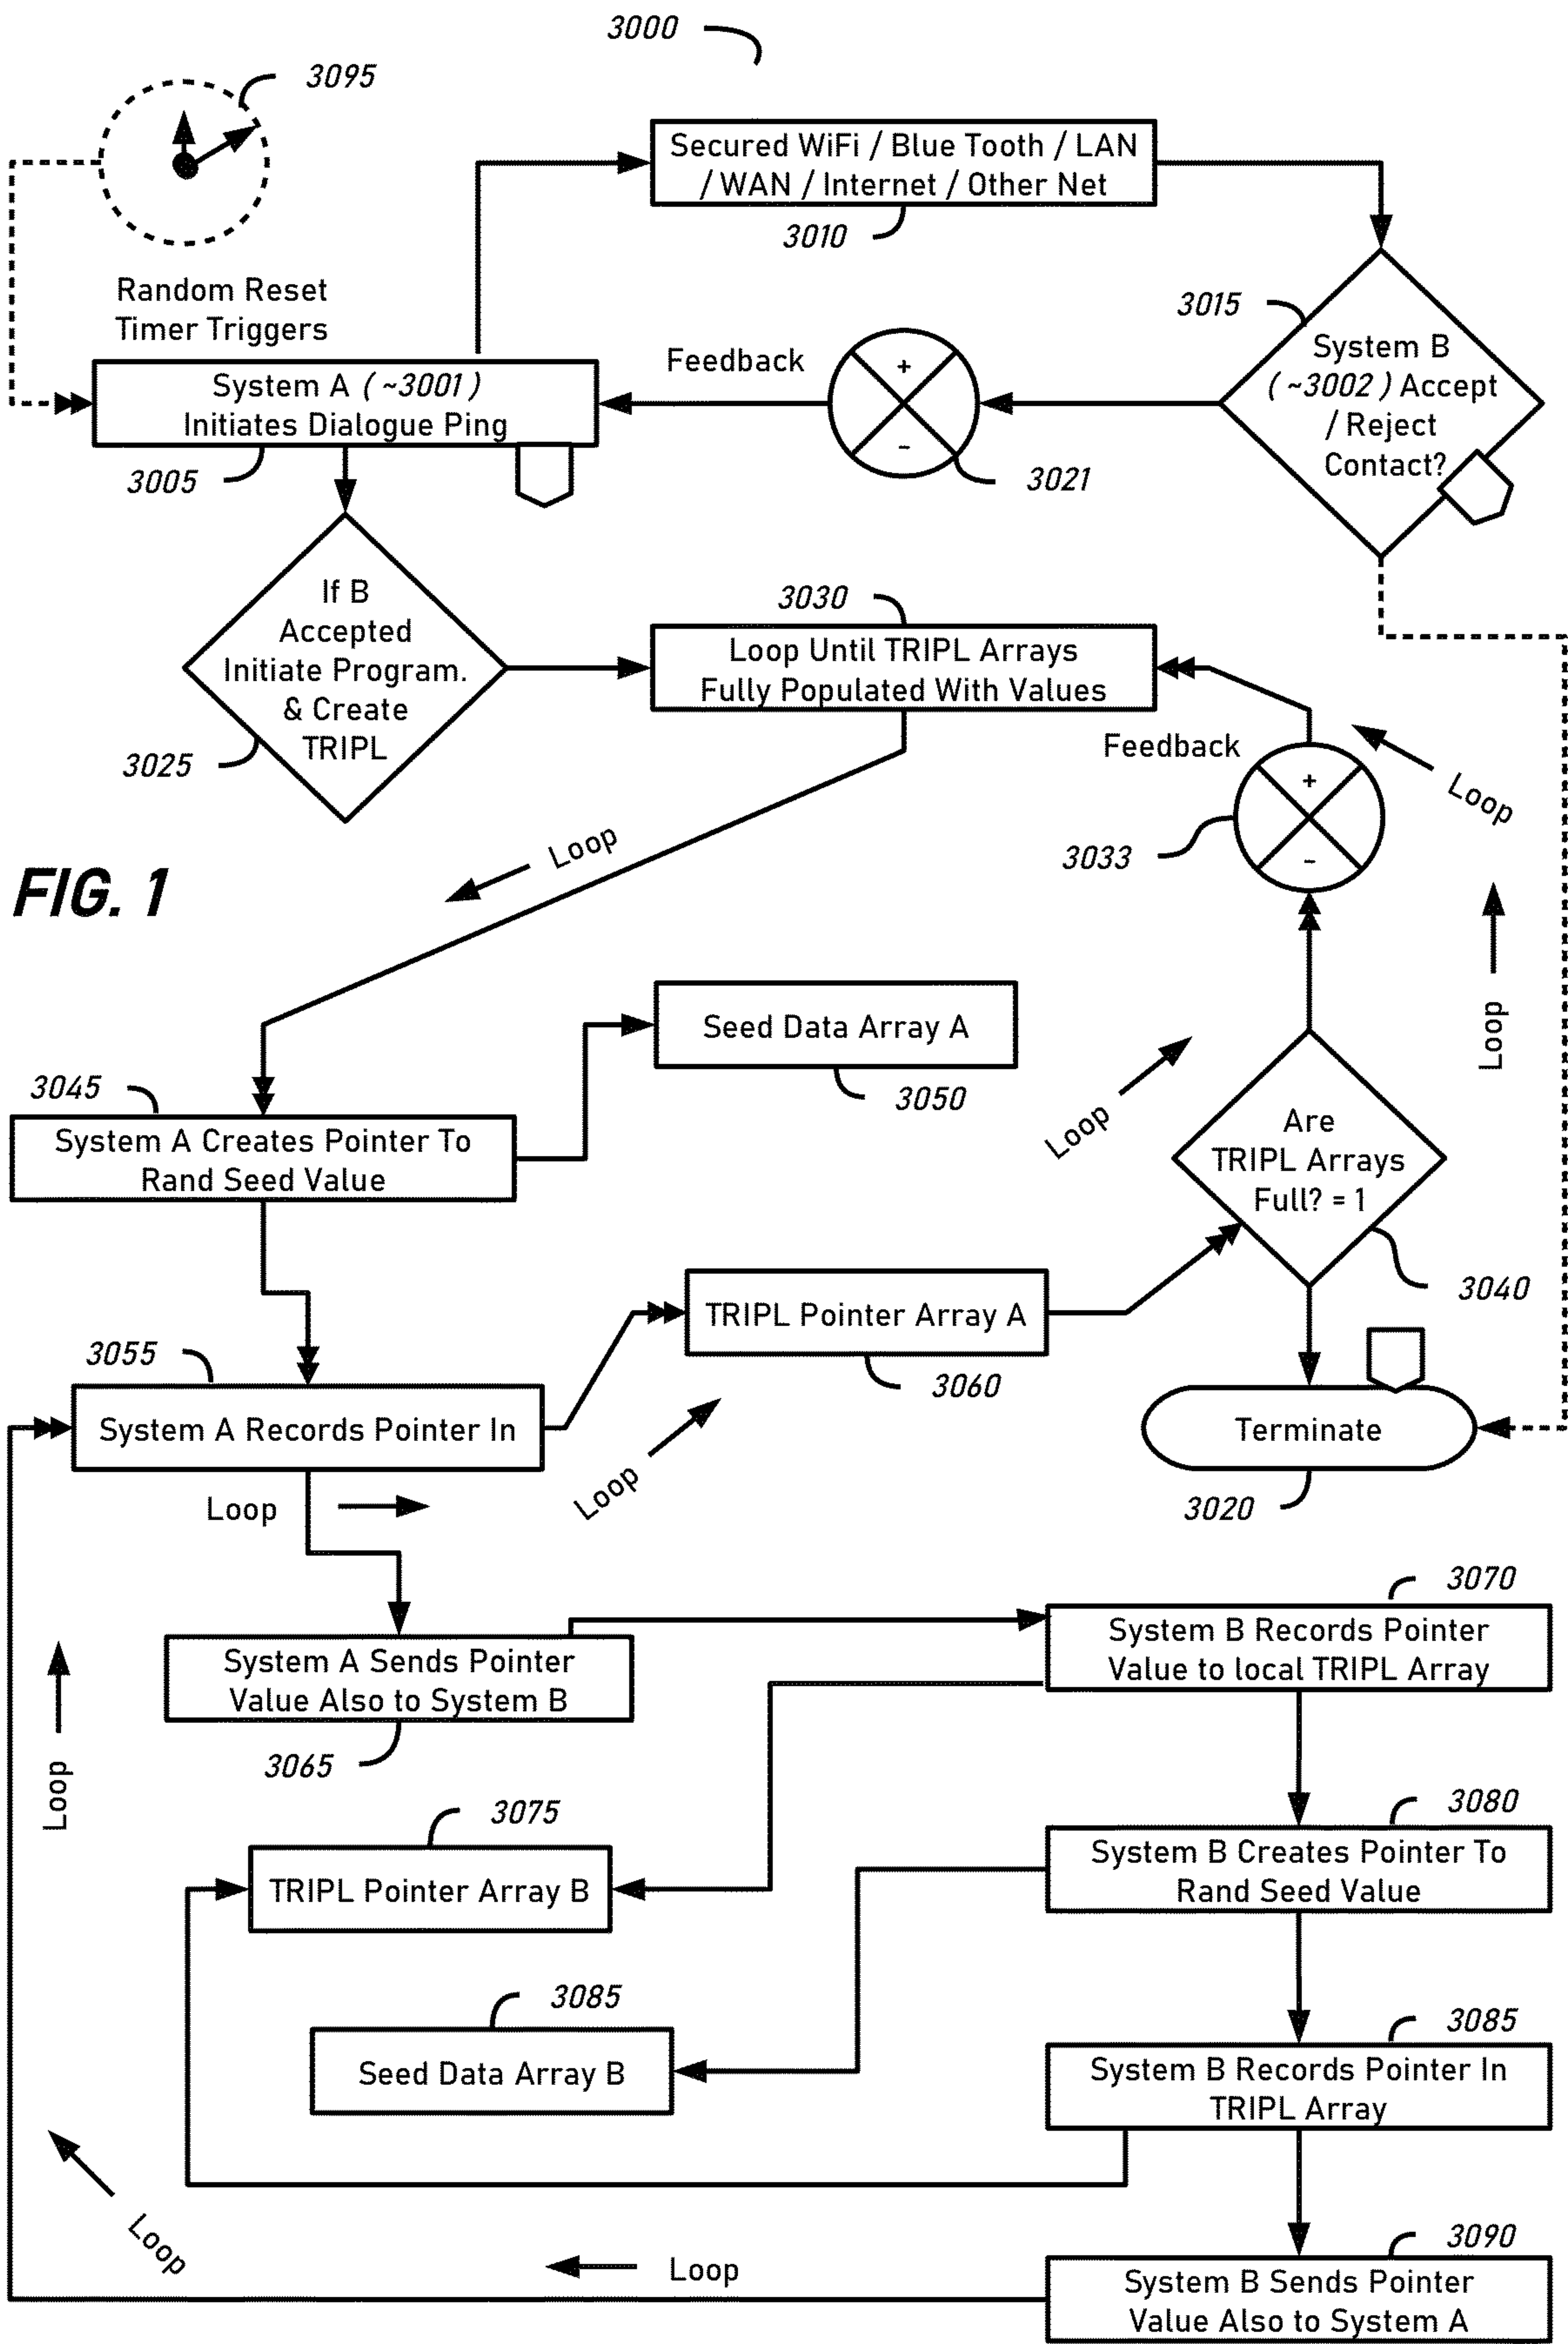 3000
3095
Secured WiFi / Blue Tooth / LAN
/ WAN / Internet / Other Net
3010
Random Reset
Timer Triggers
3015
System B
(~3002) Accept
/ Reject
Contact?
Feedback
+
-
3021
System A (~3001)
Initiates Dialogue Ping
3005
If B
Accepted
Initiate Program.
& Create
TRIPL
3025
3030
Loop Until TRIPL Arrays
Fully Populated With Values
Feedback
+
-
3033
Loop
Loop
Loop
FIG. 1
Seed Data Array A
3050
3045
System A Creates Pointer To
Rand Seed Value
Loop
Are
TRIPL Arrays
Full? = 1
3040
TRIPL Pointer Array A
3060
3055
System A Records Pointer In
Loop
Loop
Terminate
3020
3070
System B Records Pointer
Value to local TRIPL Array
System A Sends Pointer
Value Also to System B
3065
Loop
3075
TRIPL Pointer Array B
3080
System B Creates Pointer To
Rand Seed Value
3085
Seed Data Array B
3085
System B Records Pointer In
TRIPL Array
Loop
Loop
3090
System B Sends Pointer
Value Also to System A